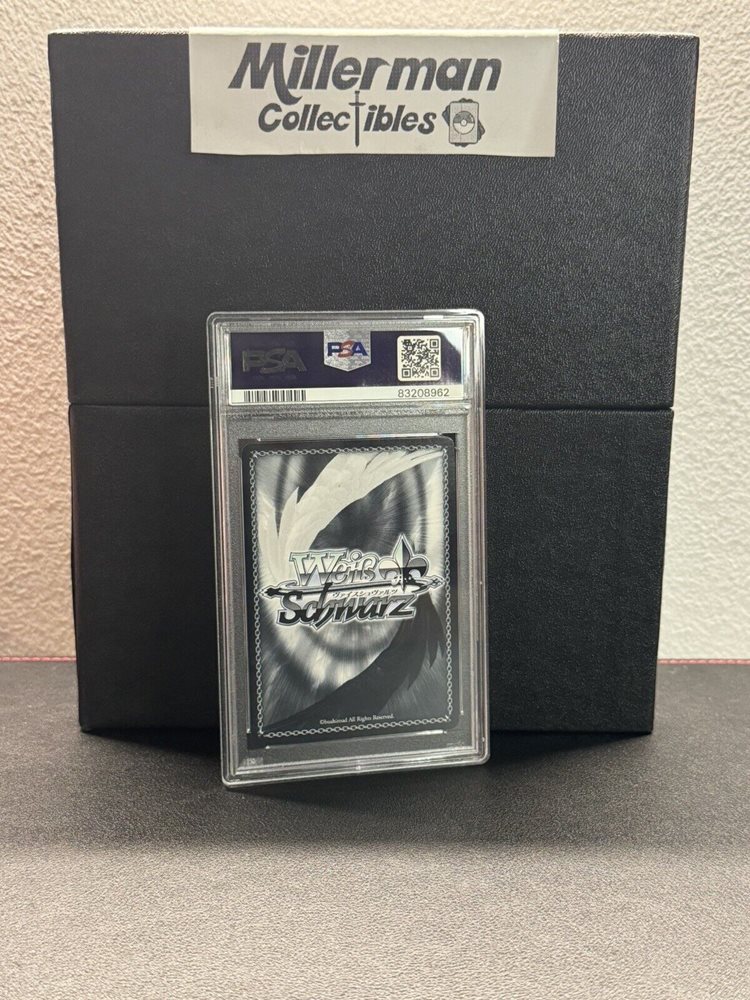 Millerman
Collectibles
PSA
PSA
83208962
Weiß
ヴァイスシュヴァルツ
Schwarz
©bushiroad All Rights Reserved.